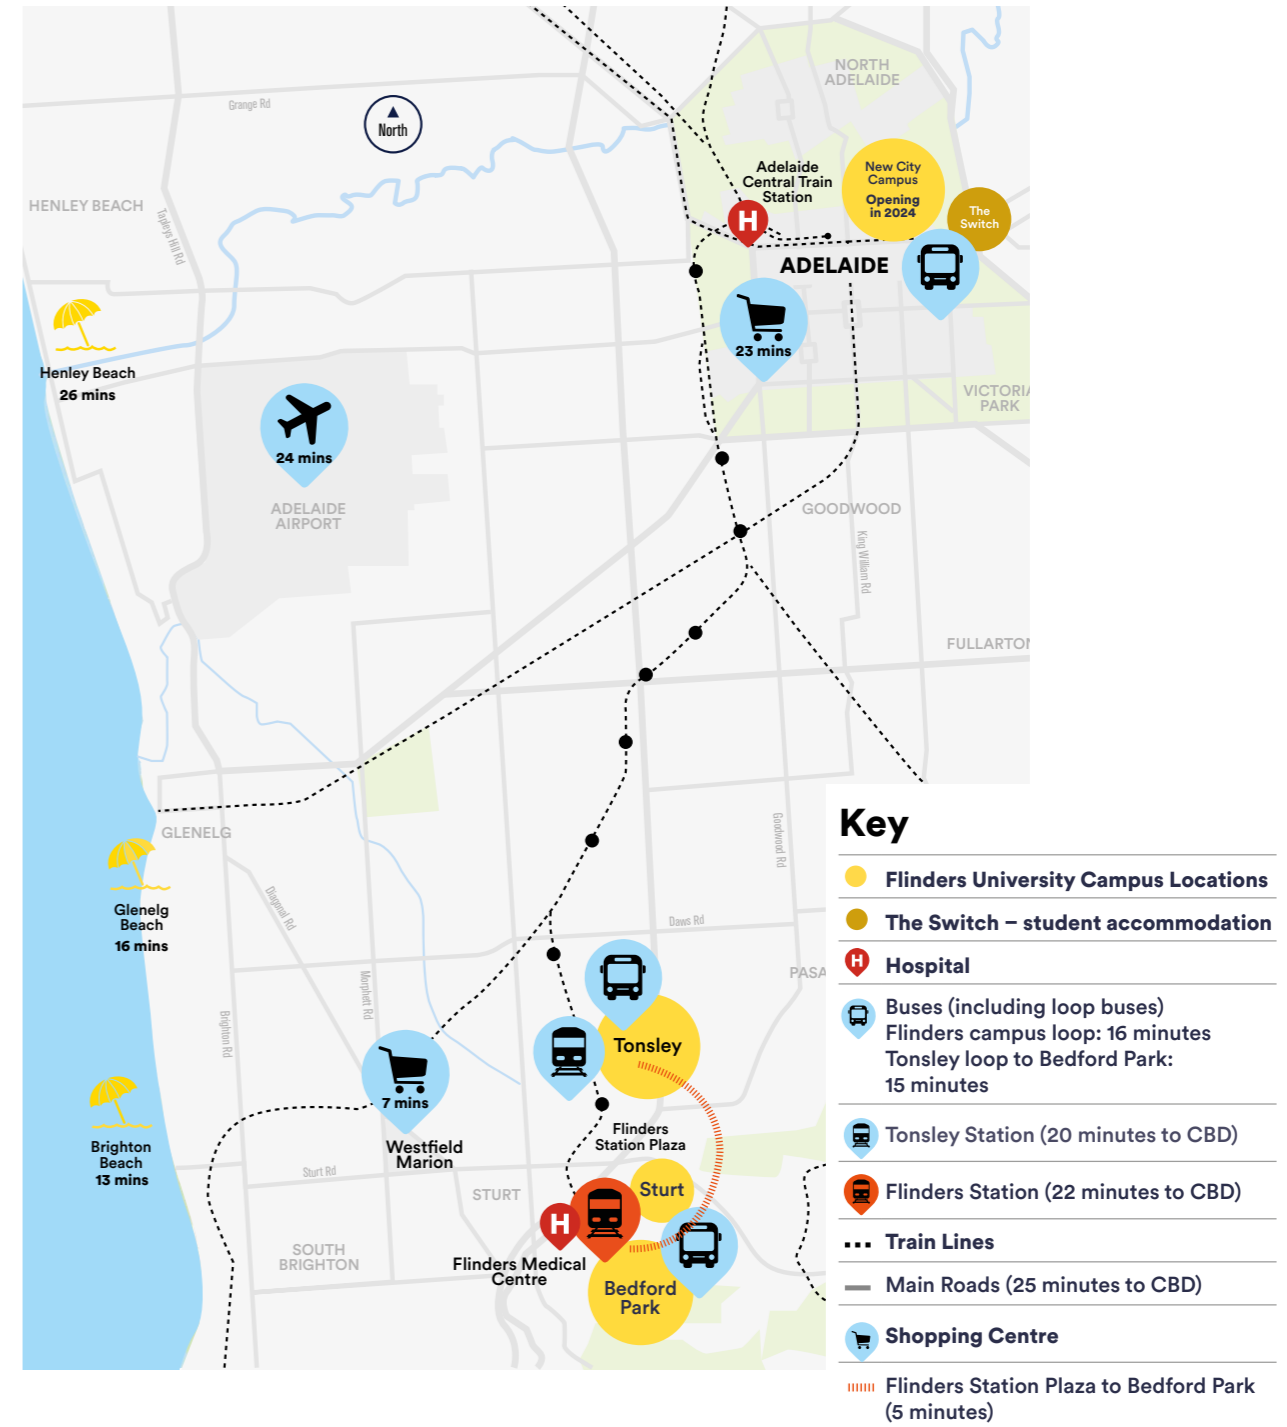 NORTH
ADELAIDE
Grange Rd
North
Adelaide
Central Train
Station
New City
Campus
Opening
in 2024
The
Switch
HENLEY BEACH
Tapleys Hill Rd
H
ADELAIDE
23 mins
Henley Beach
26 mins
VICTORIA
PARK
24 mins
ADELAIDE
AIRPORT
GOODWOOD
King William Rd
FULLARTON
GLENELG
Goodwood Rd
Diagonal Rd
Glenelg
Beach
16 mins
Daws Rd
Morphett Rd
PASA
Brighton Rd
Tonsley
7 mins
Westfield
Marion
Flinders
Station Plaza
Brighton
Beach
13 mins
Sturt Rd
STURT
Sturt
H
SOUTH
BRIGHTON
Flinders Medical
Centre
Bedford
Park
Key
Flinders University Campus Locations
The Switch – student accommodation
H
Hospital
Buses (including loop buses)
Flinders campus loop: 16 minutes
Tonsley loop to Bedford Park:
15 minutes
Tonsley Station (20 minutes to CBD)
Flinders Station (22 minutes to CBD)
Train Lines
Main Roads (25 minutes to CBD)
Shopping Centre
Flinders Station Plaza to Bedford Park
(5 minutes)